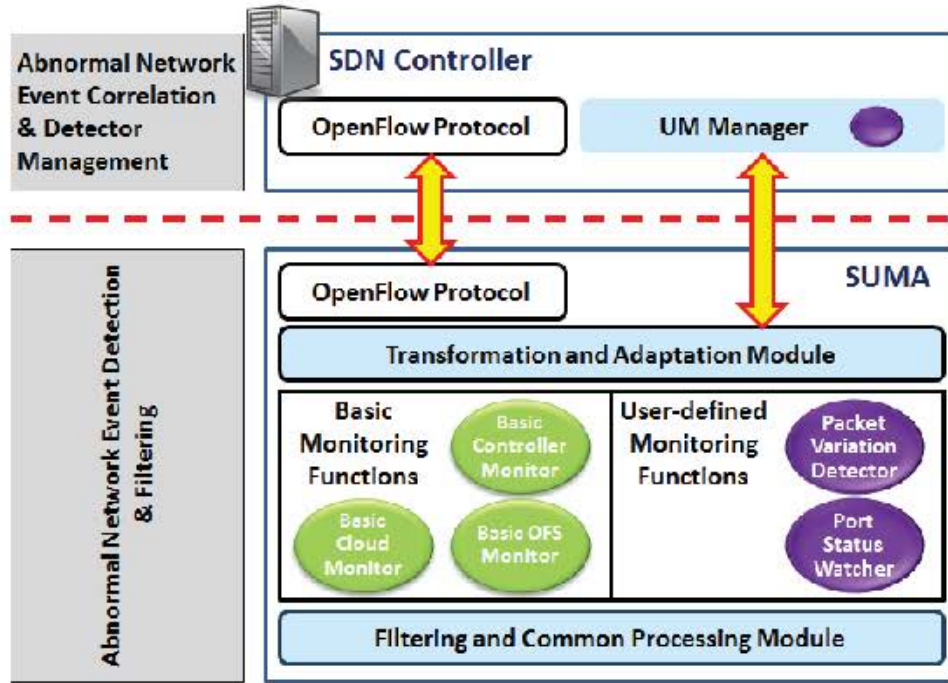 Abnormal Network
Event Correlation
& Detector
Management
SDN Controller
OpenFlow Protocol
UM Manager
Abnormal Network Event Detection
& Filtering
SUMA
OpenFlow Protocol
Transformation and Adaptation Module
Basic
Monitoring
Functions
Basic
Controller
Monitor
Basic
Cloud
Monitor
Basic OFS
Monitor
User-defined
Monitoring
Functions
Packet
Variation
Detector
Port
Status
Watcher
Filtering and Common Processing Module